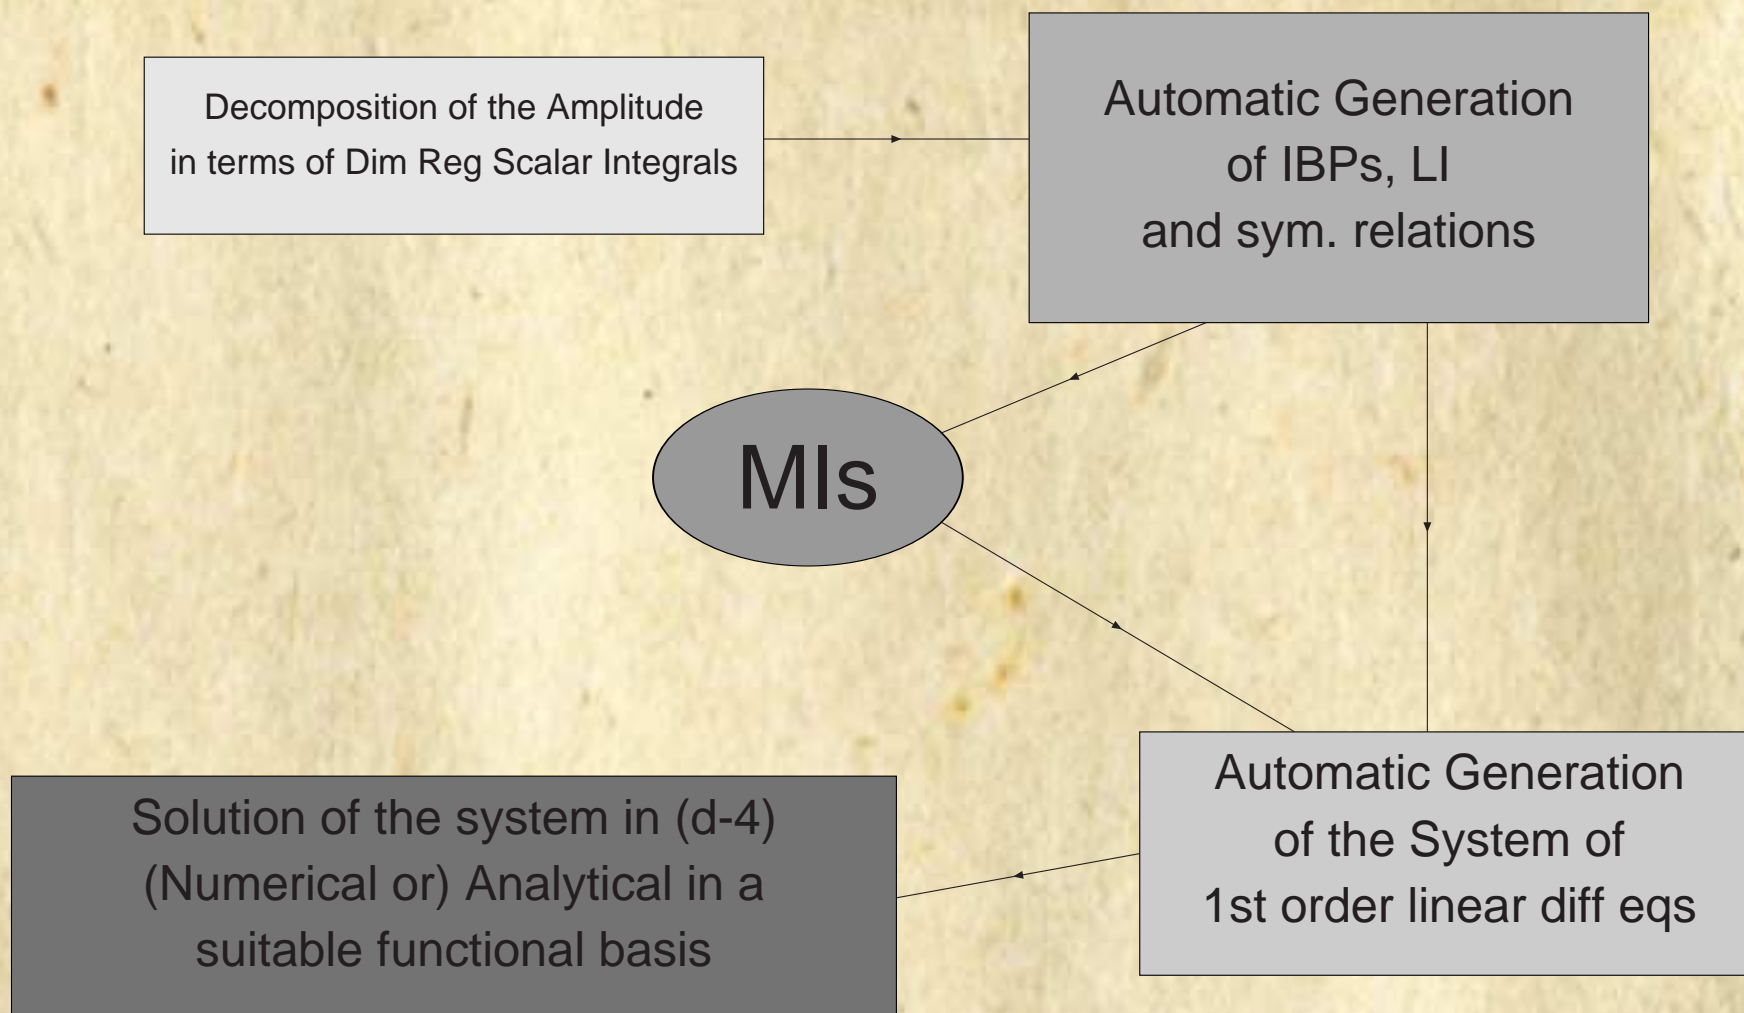 Decomposition of the Amplitude
in terms of Dim Reg Scalar Integrals
Automatic Generation
of IBPs, LI
and sym. relations
MIs
Automatic Generation
of the System of
1st order linear diff eqs
Solution of the system in (d-4)
(Numerical or) Analytical in a
suitable functional basis